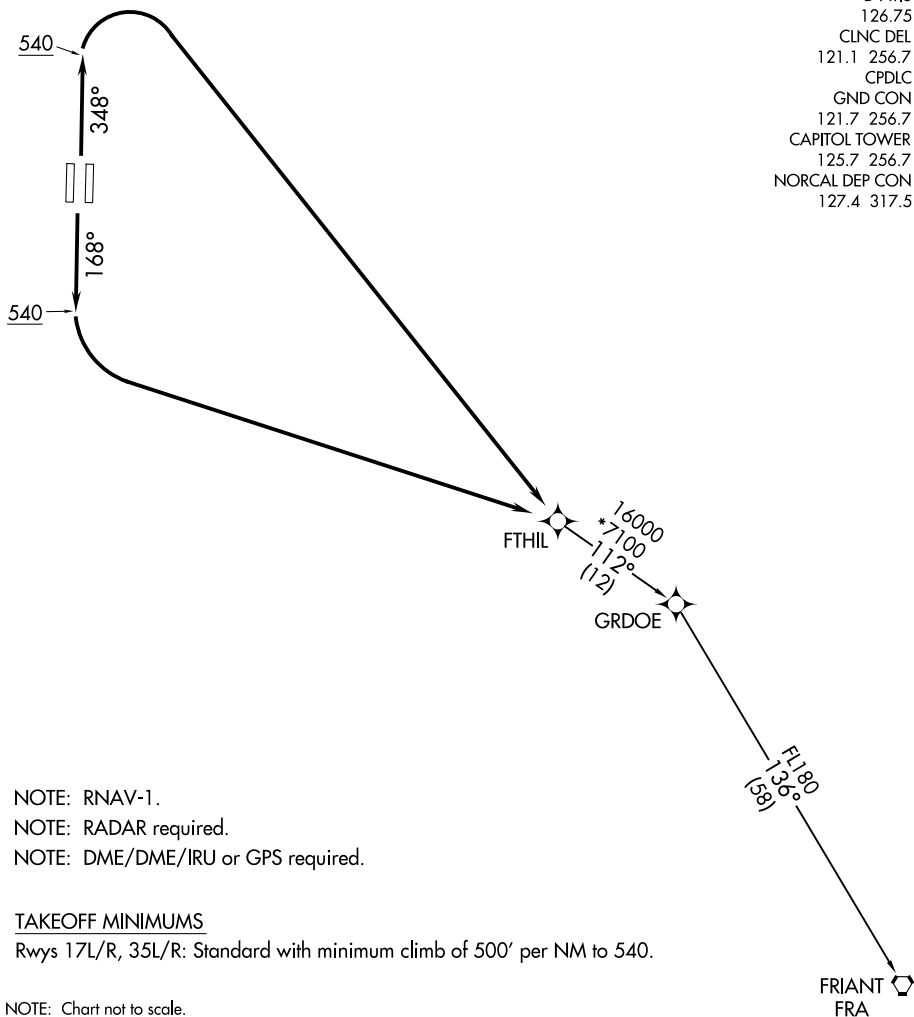 126.75
CLNC DEL
121.1 256.7
CPDLC
GND CON
121.7 256.7
CAPITOL TOWER
125.7 256.7
NORCAL DEP CON
127.4 317.5
540
348°
168°
540
FTHIL
16000
*7100
112°
(12)
GRDOE
FL180
136°
(58)
NOTE: RNAV-1.
NOTE: RADAR required.
NOTE: DME/DME/IRU or GPS required.
TAKEOFF MINIMUMS
Rwys 17L/R, 35L/R: Standard with minimum climb of 500' per NM to 540.
FRIANT
FRA
NOTE: Chart not to scale.